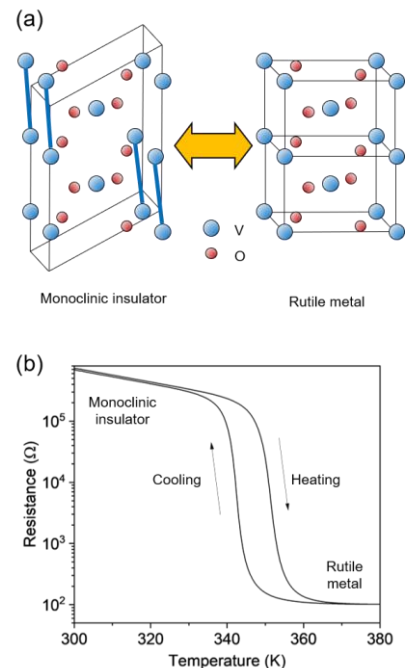 (a)
V
O
Monoclinic insulator
Rutile metal
(b)
Resistance (Ω)
10⁵
10⁴
10³
10²
Monoclinic
insulator
Cooling
Heating
Rutile
metal
300
320
340
360
380
Temperature (K)